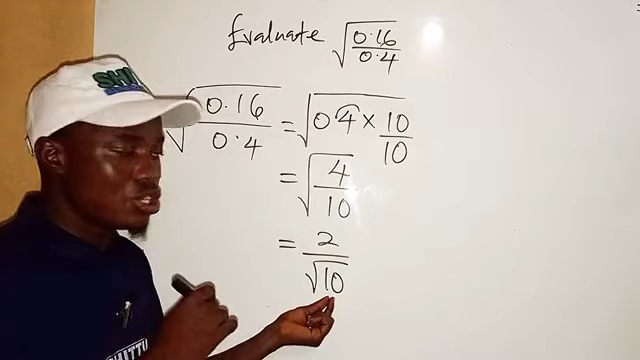 Evaluate √(0.16/0.4)
√(0.16/0.4) = √(0.4 × 10/10)
= √(4/10)
= 2/√10